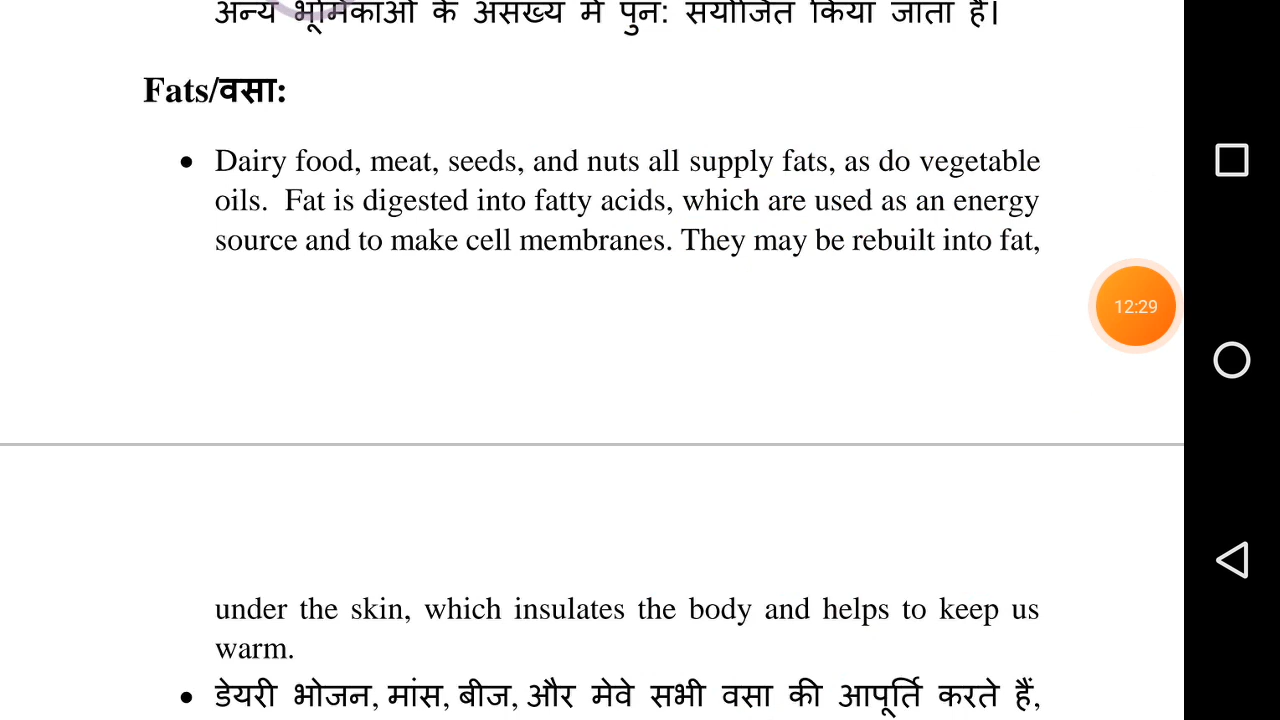 अन्य भूमिकाओं के असंख्य में पुन: संयोजित किया जाता है।
Fats/वसा:
• Dairy food, meat, seeds, and nuts all supply fats, as do vegetable
oils. Fat is digested into fatty acids, which are used as an energy
source and to make cell membranes. They may be rebuilt into fat,
12:29
under the skin, which insulates the body and helps to keep us
warm.
• डेयरी भोजन, मांस, बीज, और मेवे सभी वसा की आपूर्ति करते हैं,